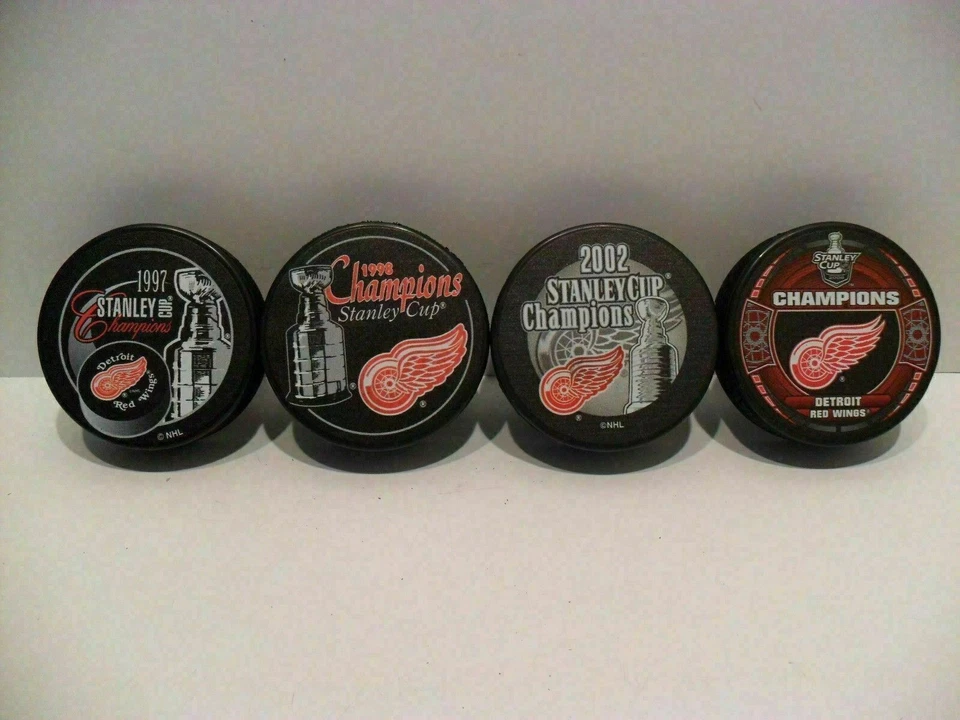 1997
STANLEY CUP®
Champions
Detroit
Red Wings
©NHL
1998
Champions
Stanley Cup®
®
®
2002
STANLEY CUP®
Champions
®
©NHL
STANLEY
CUP
CHAMPIONS
®
DETROIT
RED WINGS®